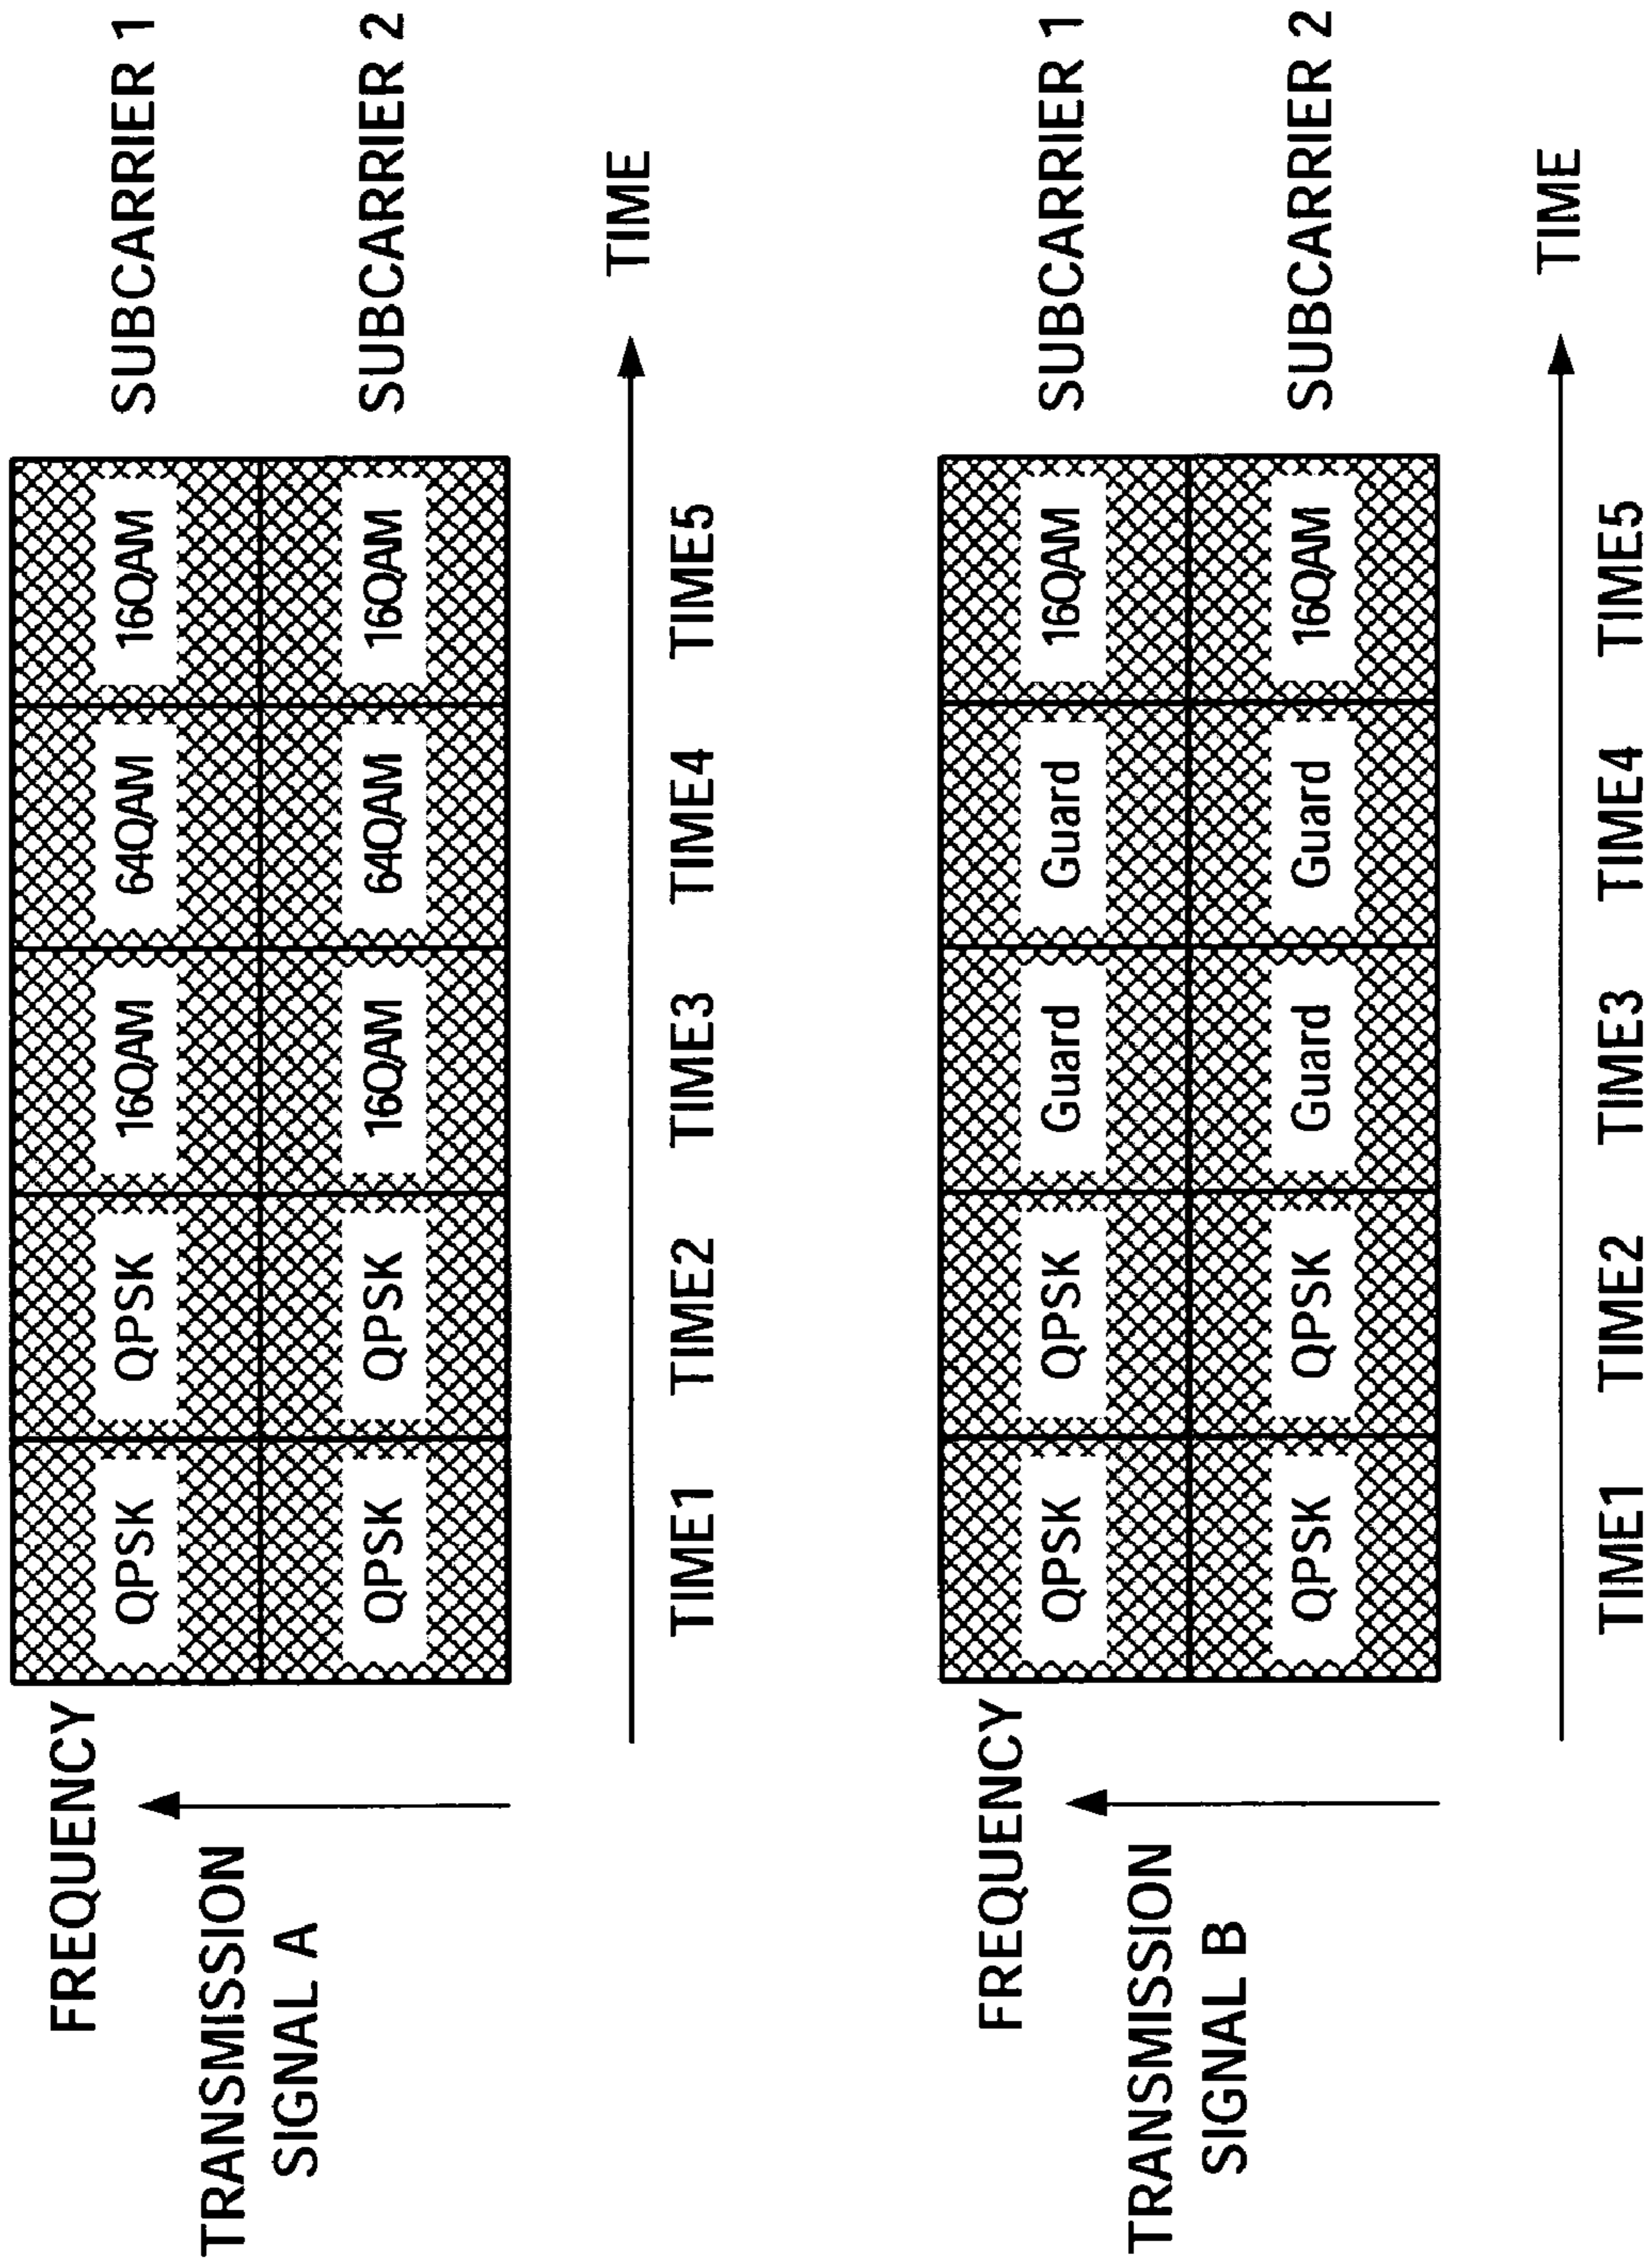 FREQUENCY
TRANSMISSION
SIGNAL A
QPSK QPSK 16QAM 64QAM 16QAM SUBCARRIER 1
QPSK QPSK 16QAM 64QAM 16QAM SUBCARRIER 2
TIME
TIME1 TIME2 TIME3 TIME4 TIME5
FREQUENCY
TRANSMISSION
SIGNAL B
QPSK QPSK Guard Guard 16QAM SUBCARRIER 1
QPSK QPSK Guard Guard 16QAM SUBCARRIER 2
TIME
TIME1 TIME2 TIME3 TIME4 TIME5